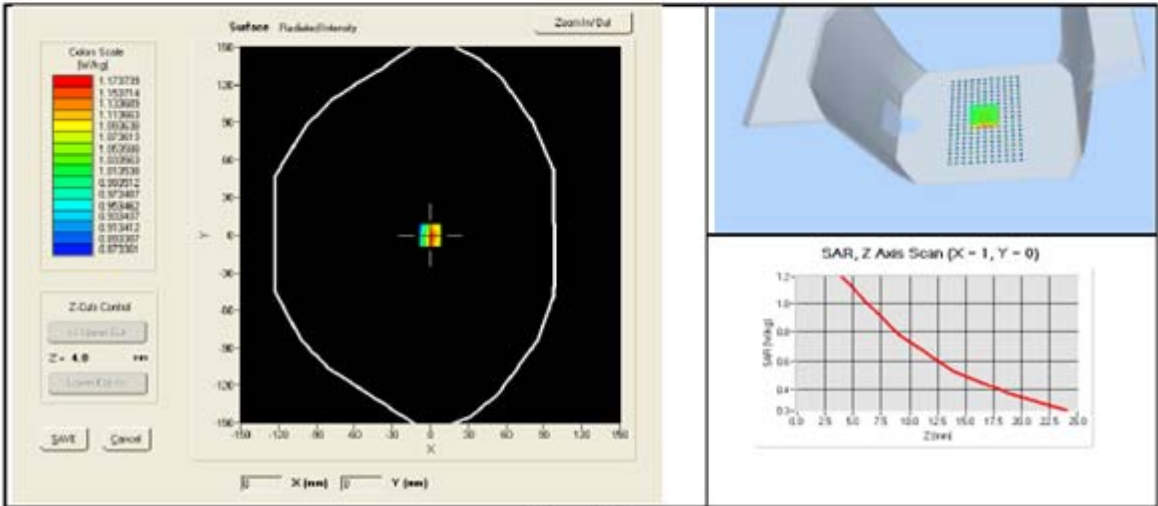 Surface Radiated Intensity
Zoom In/Out
Colors Scale
[W/kg]
1.173739
1.153714
1.133689
1.113663
1.093638
1.073613
1.053588
1.033563
1.013538
0.993512
0.973487
0.953462
0.933437
0.913412
0.873361
Z-Cuts Control
Z = 4.0 mm
SAVE Cancel
150
120
90
60
30
0
-30
-60
-90
-120
-150
Y
-150 -120 -90 -60 -30 0 30 60 90 120 150
X
0 X (mm) 0 Y (mm)
SAR, Z Axis Scan (X = 1, Y = 0)
SAR [W/kg]
1.2
1.0
0.8
0.6
0.4
0.3
0.0 2.5 5.0 7.5 10.0 12.5 15.0 17.5 20.0 22.5 25.0
Z [mm]